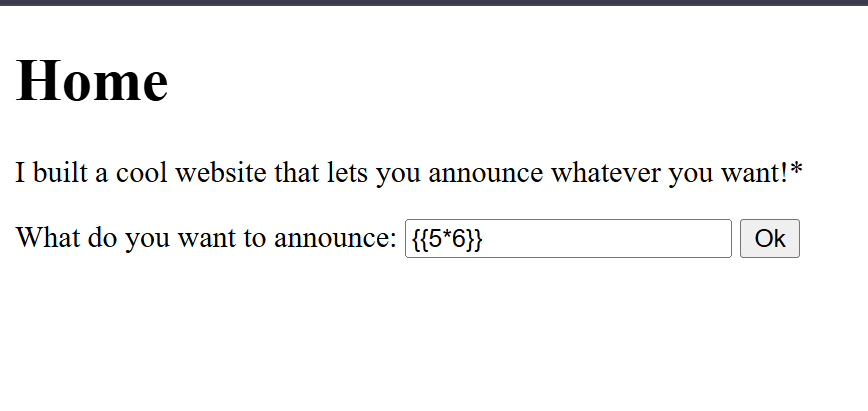 Home
I built a cool website that lets you announce whatever you want!*
What do you want to announce: {{5*6}} Ok